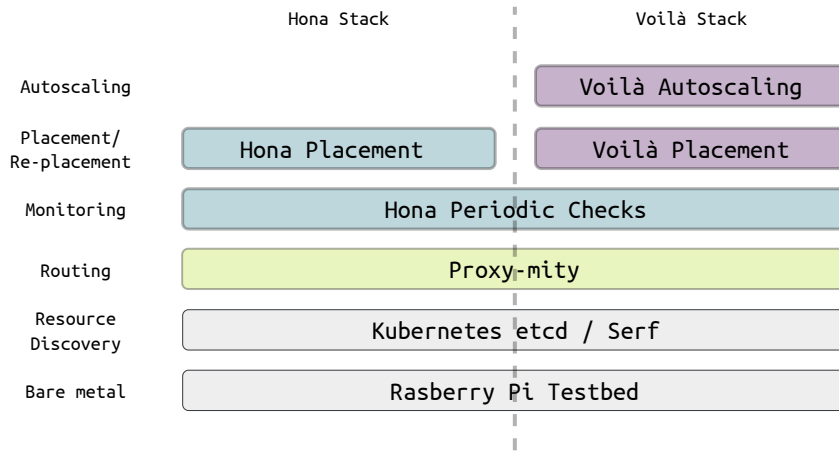 Hona Stack
Voilà Stack
Autoscaling
Voilà Autoscaling
Placement/
Re-placement
Hona Placement
Voilà Placement
Monitoring
Hona Periodic Checks
Routing
Proxy-mity
Resource
Discovery
Kubernetes etcd / Serf
Bare metal
Rasberry Pi Testbed